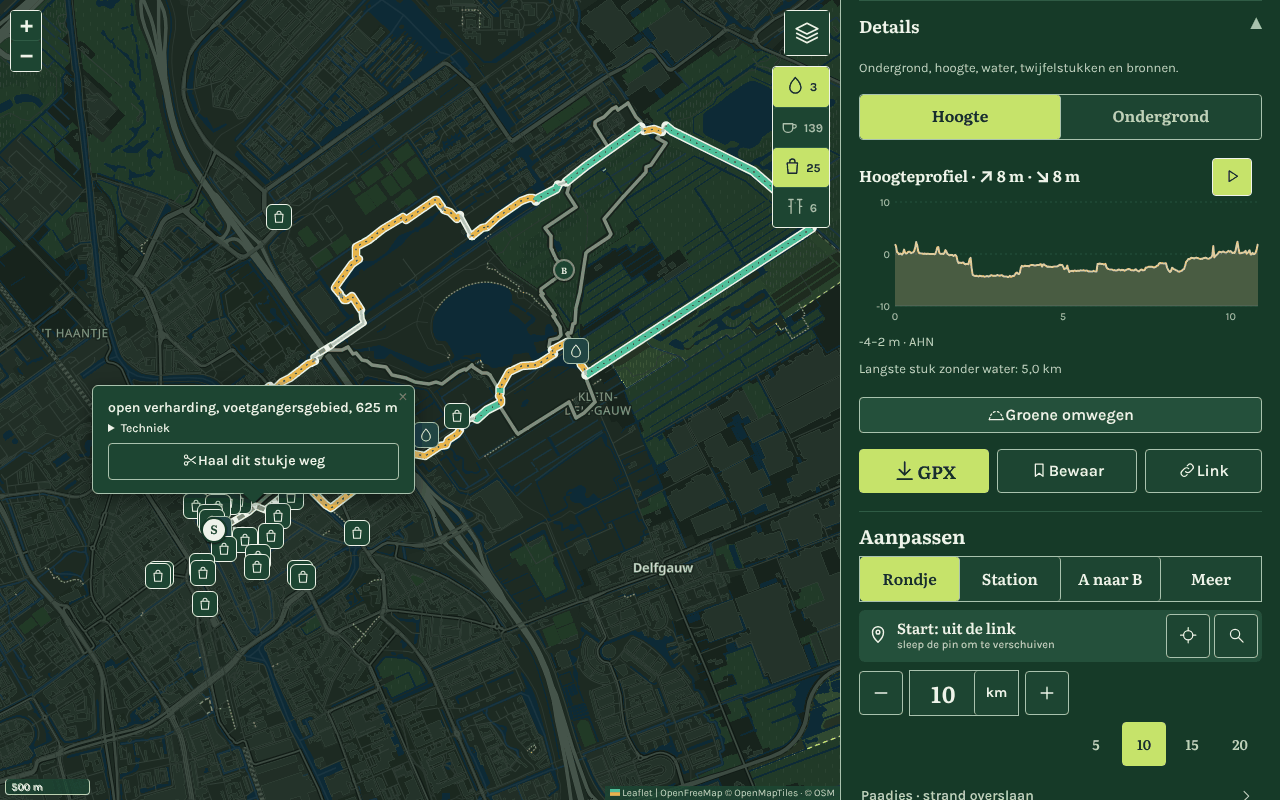 +
−
3
139
25
6
B
'T HAANTJE
KLEIN-
DELFGAUW
×
open verharding, voetgangersgebied, 625 m
▶ Techniek
Haal dit stukje weg
S
Delfgauw
500 m
Leaflet | OpenFreeMap © OpenMapTiles · © OSM
Details
Ondergrond, hoogte, water, twijfelstukken en bronnen.
Hoogte
Ondergrond
Hoogteprofiel · ↗ 8 m · ↘ 8 m
10
0
-10
0
5
10
-4–2 m · AHN
Langste stuk zonder water: 5,0 km
Groene omwegen
GPX
Bewaar
Link
Aanpassen
Rondje
Station
A naar B
Meer
Start: uit de link
sleep de pin om te verschuiven
−
10
km
+
5
10
15
20
Paadjes · strand overslaan